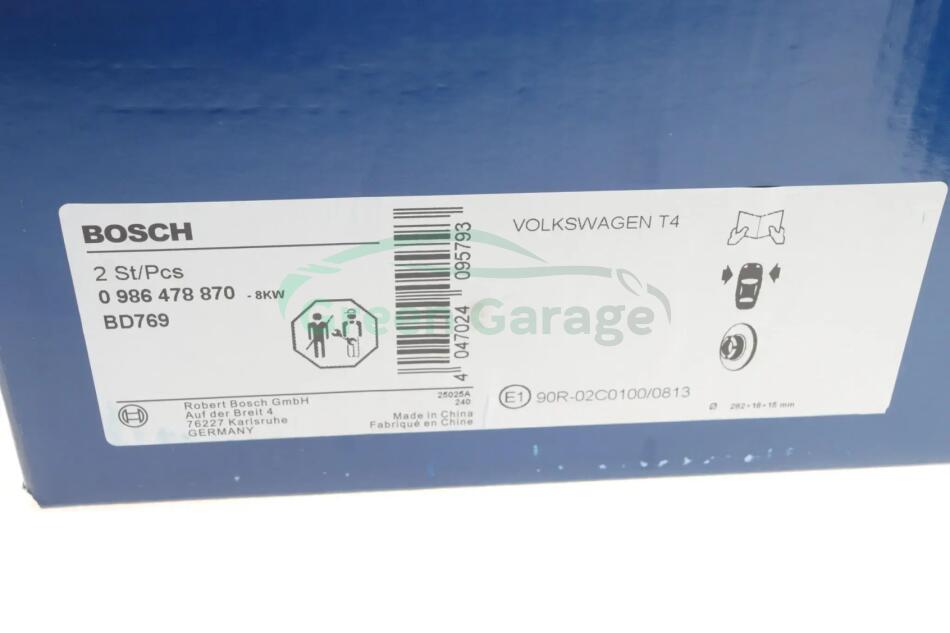 BOSCH
2 St/Pcs
0 986 478 870 - 8KW
BD769
Robert Bosch GmbH
Auf der Breit 4
76227 Karlsruhe
GERMANY
25025A
240
Made in China
Fabriqué en Chine
4 047024 095793
VOLKSWAGEN T4
E1 90R-02C0100/0813
Ø 282*18*15 mm
Green Garage